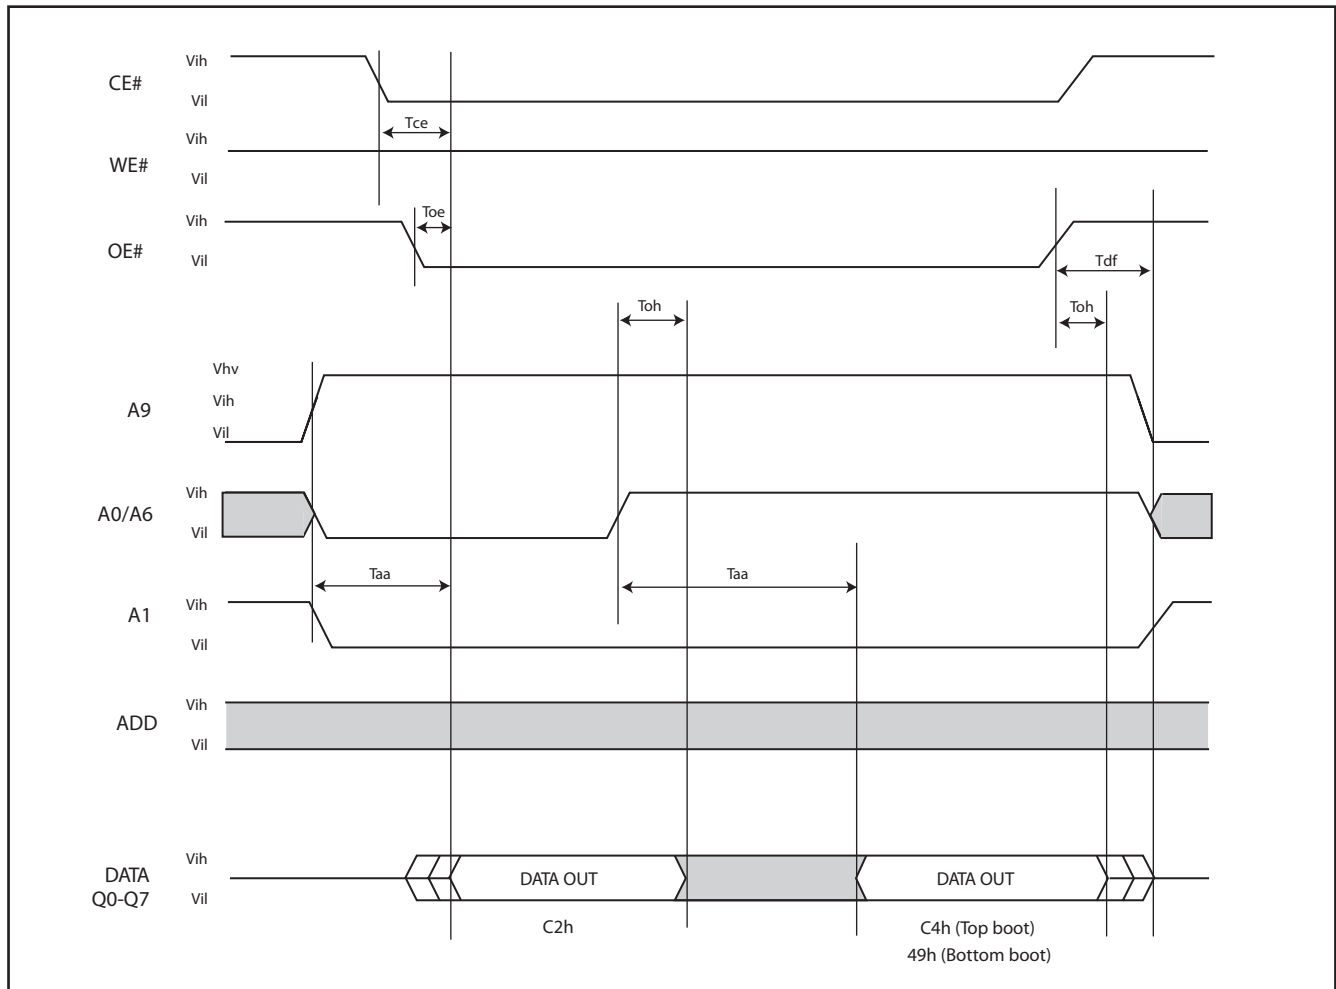 CE#
Vih
Vil
Tce
WE#
Vih
Vil
OE#
Vih
Vil
Toe
Tdf
Toh
Toh
A9
Vhv
Vih
Vil
A0/A6
Vih
Vil
Taa
Taa
A1
Vih
Vil
ADD
Vih
Vil
DATA
Q0-Q7
Vih
Vil
DATA OUT
DATA OUT
C2h
C4h (Top boot)
49h (Bottom boot)